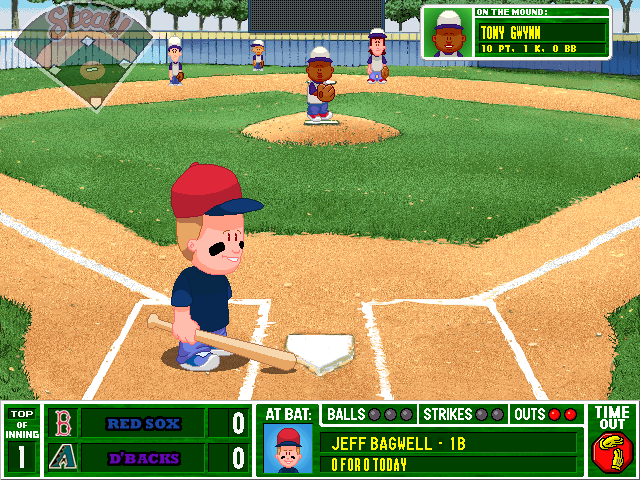 Steal!
ON THE MOUND:
TONY GWYNN
10 PT, 1 K, 0 BB
TOP
OF
INNING
1
B
RED SOX
0
A
D'BACKS
0
AT BAT:
BALLS
STRIKES
OUTS
JEFF BAGWELL - 1B
0 FOR 0 TODAY
TIME
OUT